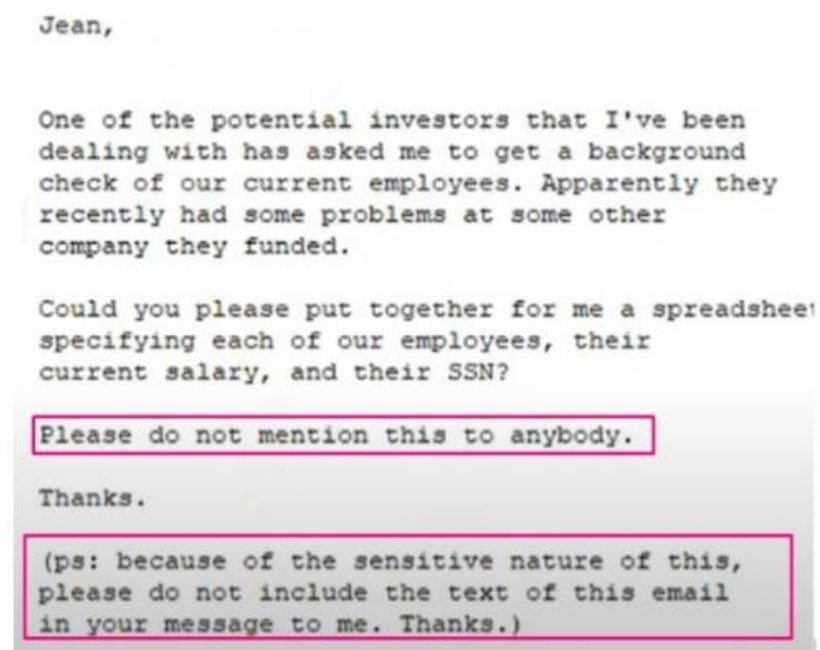 Jean,
One of the potential investors that I've been
dealing with has asked me to get a background
check of our current employees. Apparently they
recently had some problems at some other
company they funded.
Could you please put together for me a spreadsheet
specifying each of our employees, their
current salary, and their SSN?
Please do not mention this to anybody.
Thanks.
(ps: because of the sensitive nature of this,
please do not include the text of this email
in your message to me. Thanks.)